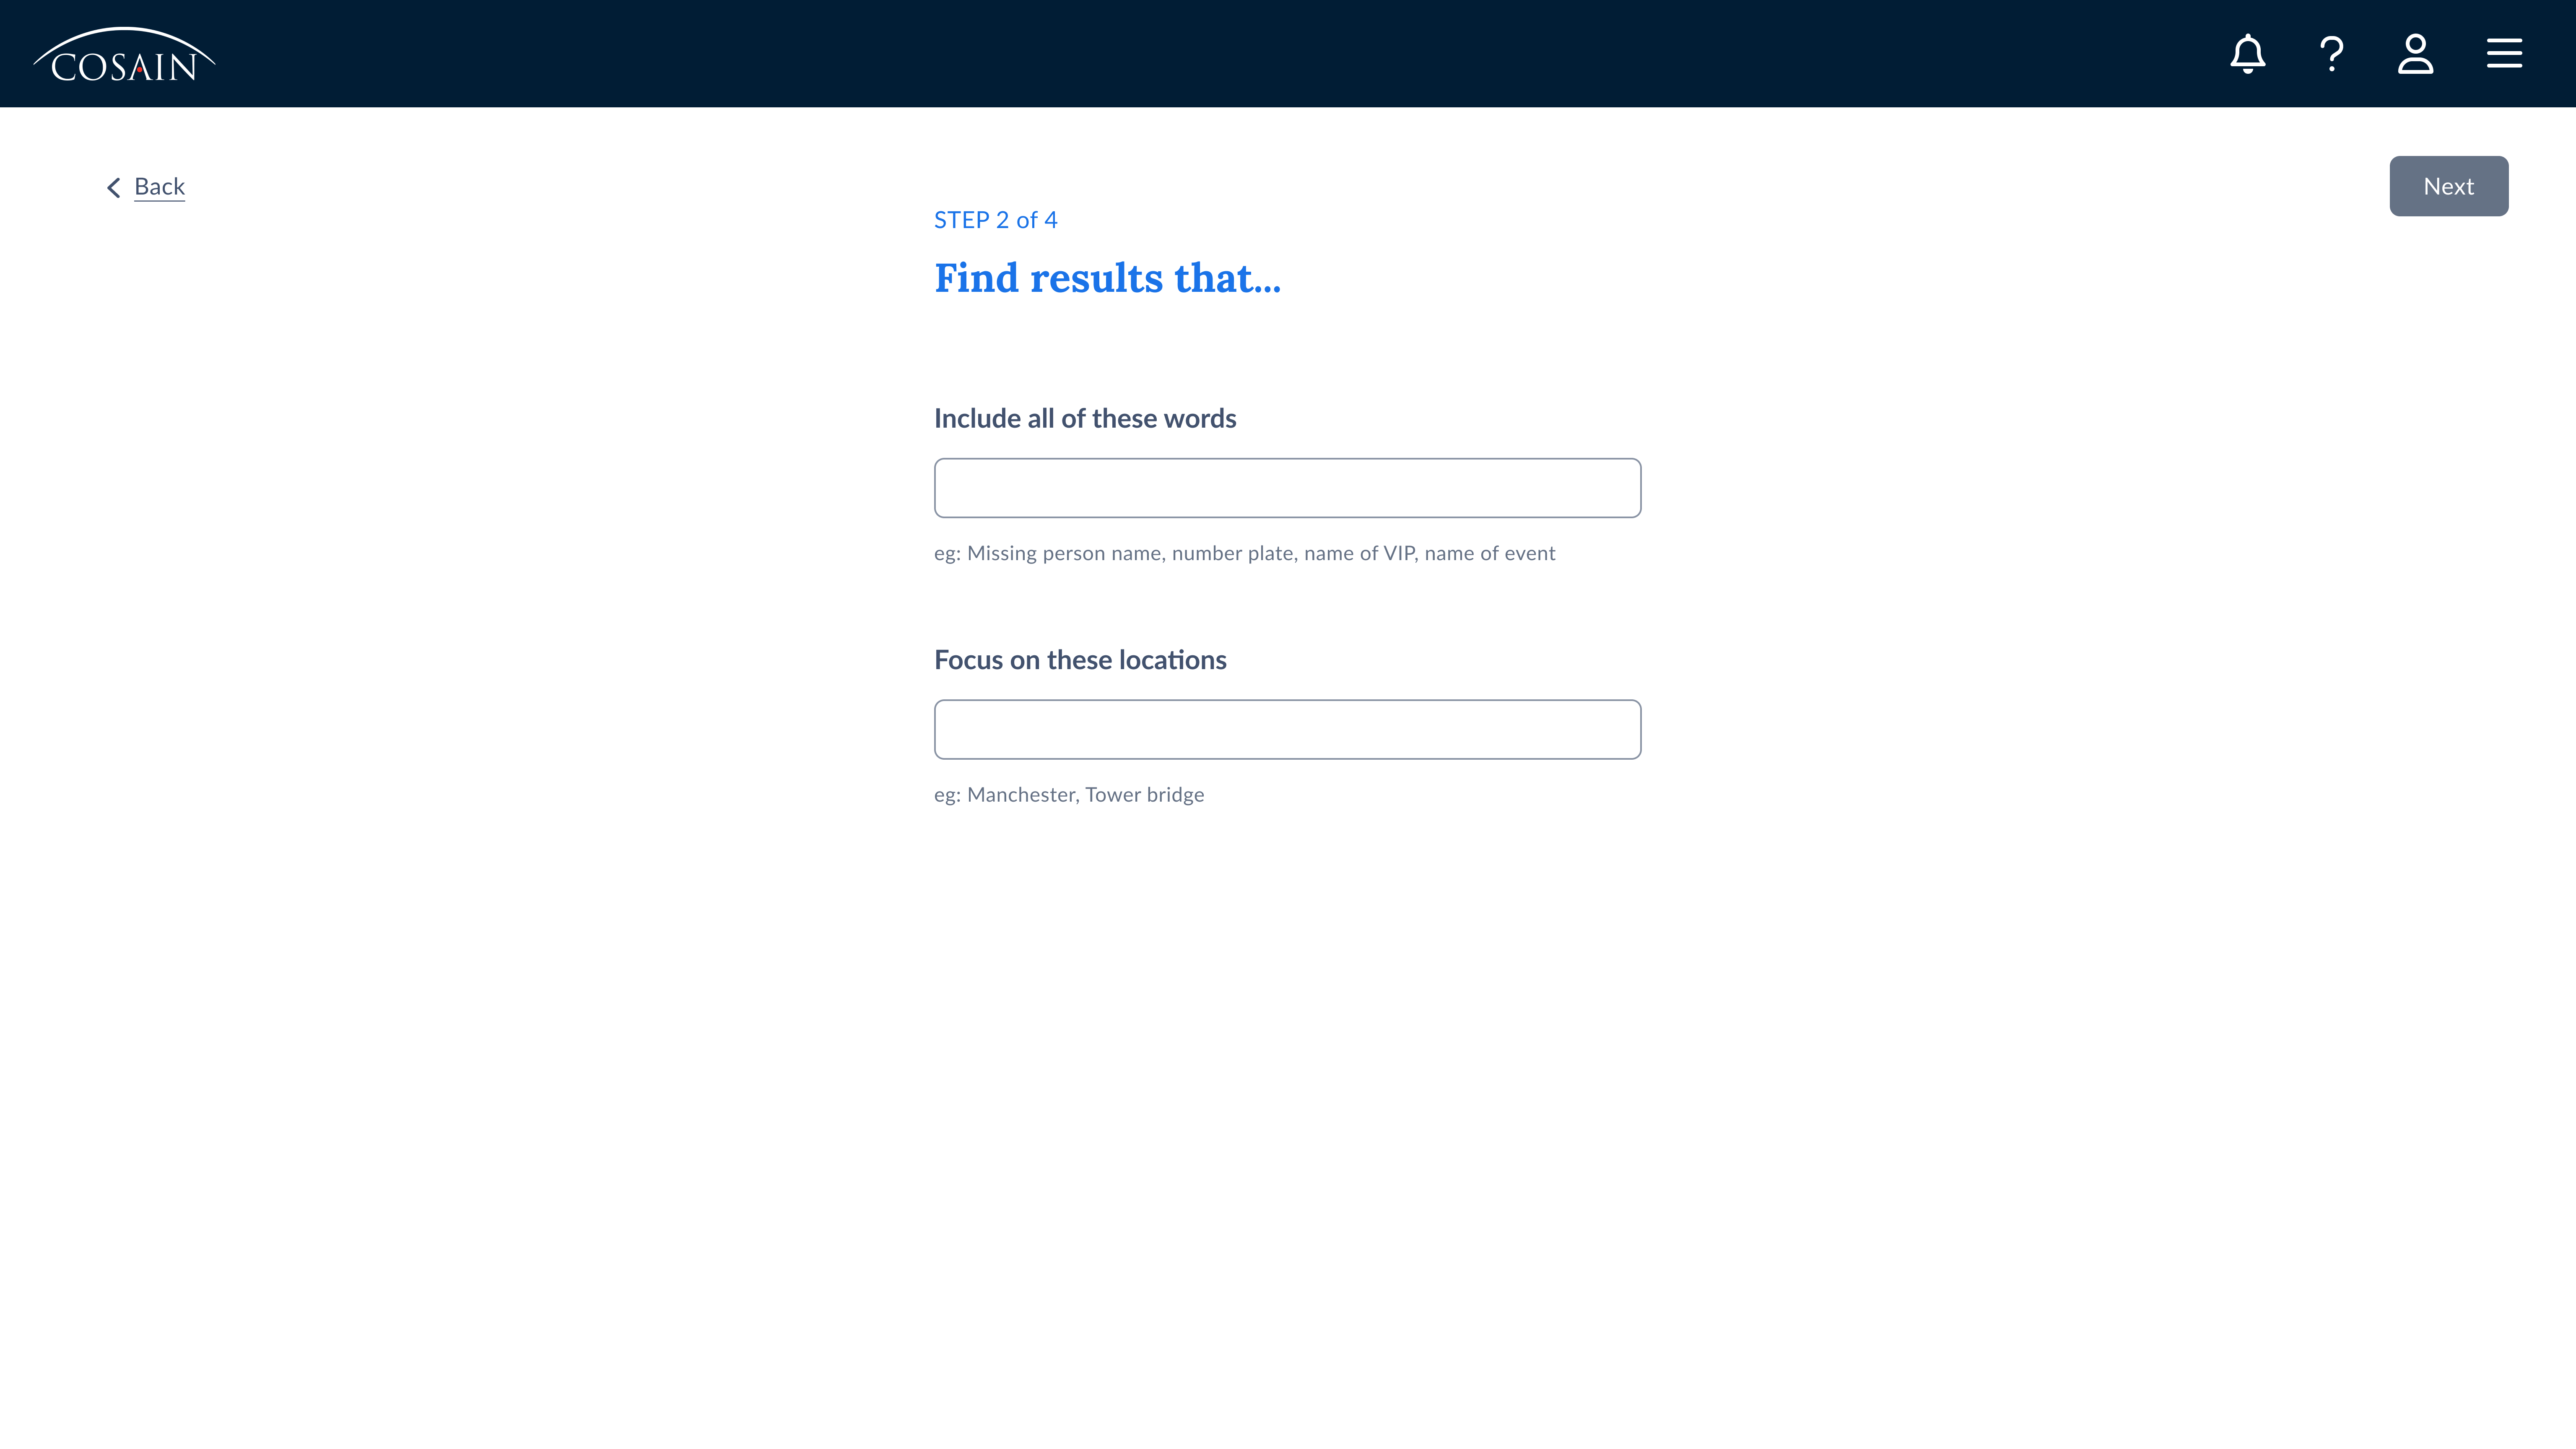 COSAIN
Back
Next
STEP 2 of 4
Find results that...
Include all of these words
eg: Missing person name, number plate, name of VIP, name of event
Focus on these locations
eg: Manchester, Tower bridge